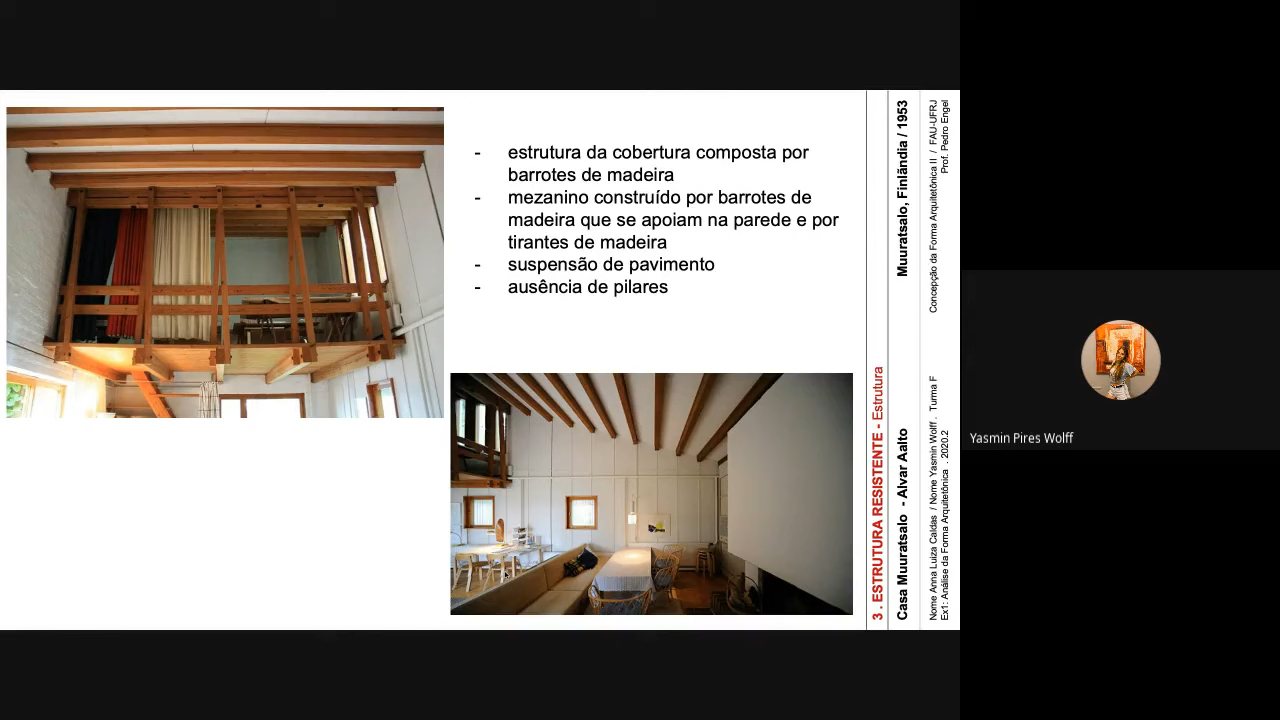 - estrutura da cobertura composta por
barrotes de madeira
- mezanino construído por barrotes de
madeira que se apoiam na parede e por
tirantes de madeira
- suspensão de pavimento
- ausência de pilares
3 . ESTRUTURA RESISTENTE - Estrutura
Casa Muuratsalo - Alvar Aalto
Muuratsalo, Finlândia / 1953
Nome Anna Luiza Caldas / Nome Yasmin Wolff . Turma F
Ex1: Análise da Forma Arquitetônica . 2020.2
Concepção da Forma Arquitetônica II / FAU-UFRJ
Prof. Pedro Engel
Yasmin Pires Wolff